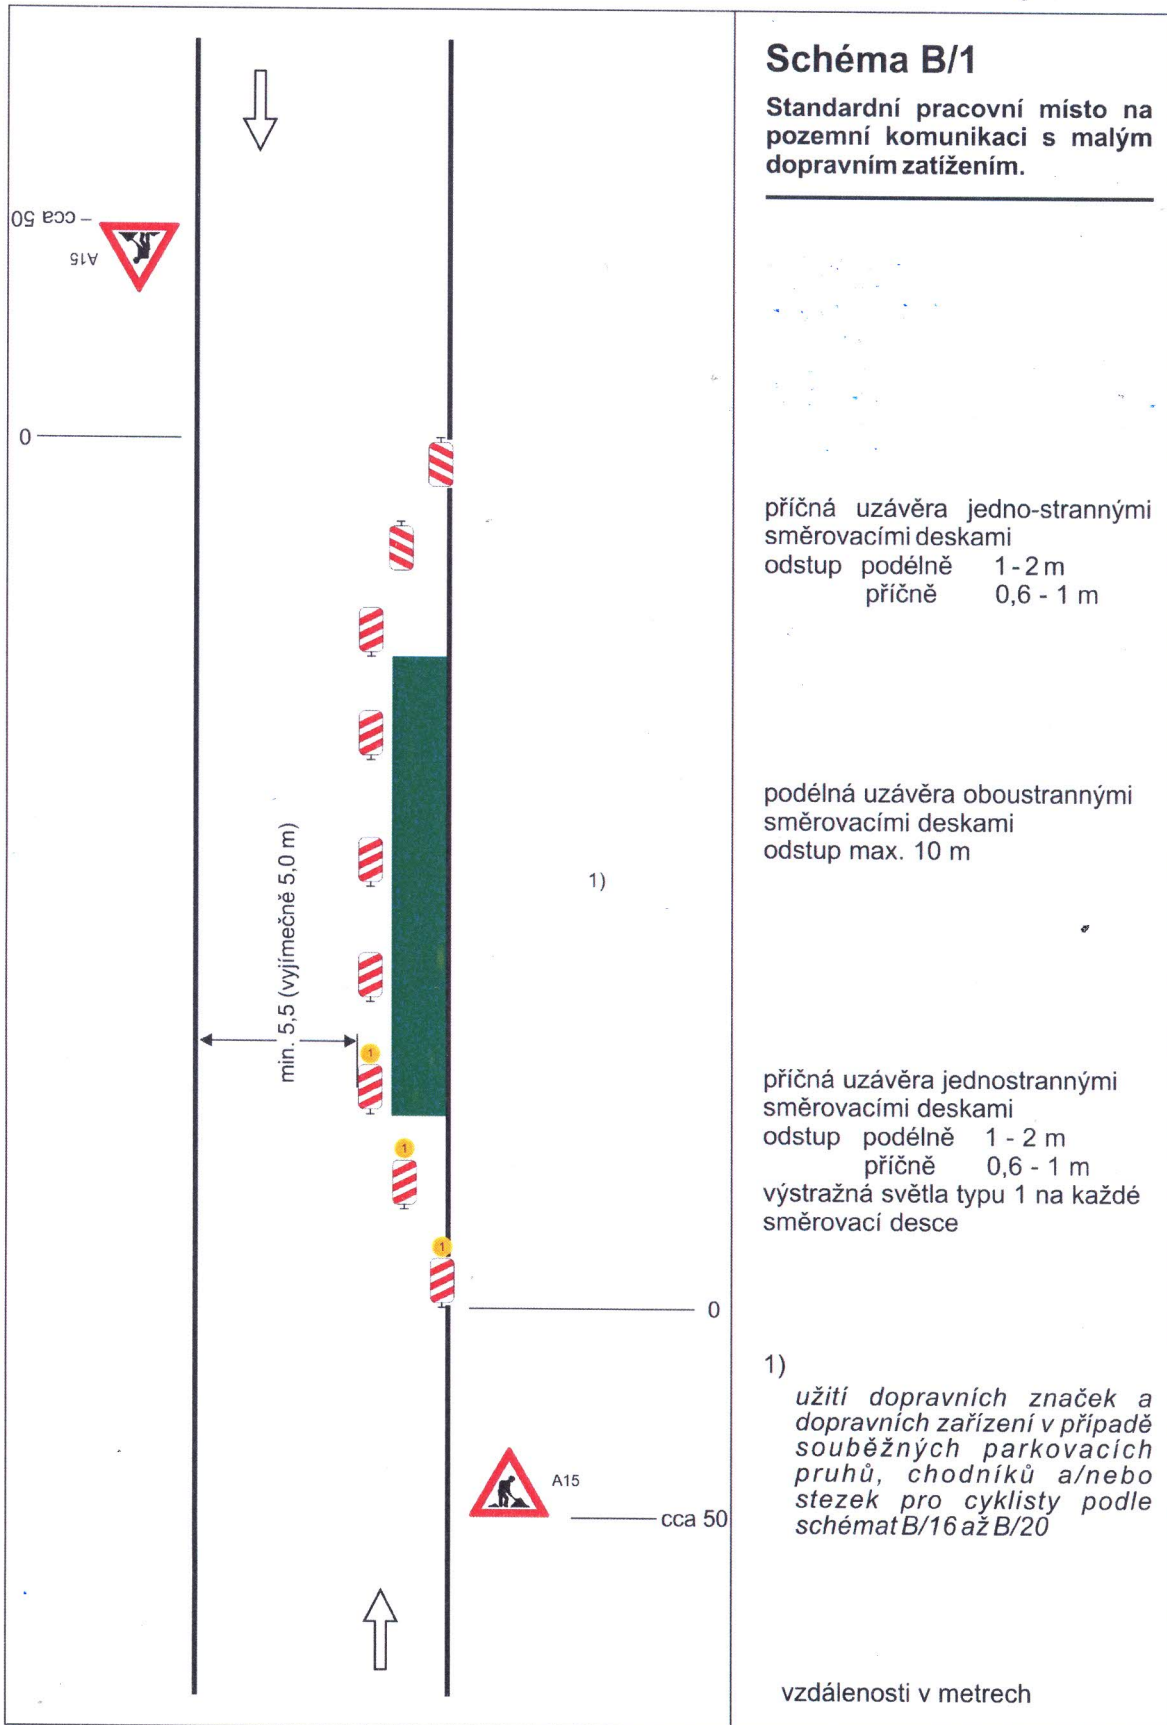 Schéma B/1
Standardní pracovní místo na
pozemní komunikaci s malým
dopravním zatížením.
cca 50
A15
0
příčná uzávěra jedno-strannými
směrovacími deskami
odstup podélně 1-2 m
příčně 0,6 - 1 m
podélná uzávěra oboustrannými
směrovacími deskami
odstup max. 10 m
1)
min. 5,5 (vyjímečně 5,0 m)
1
1
1
příčná uzávěra jednostrannými
směrovacími deskami
odstup podélně 1 - 2 m
příčně 0,6 - 1 m
výstražná světla typu 1 na každé
směrovací desce
0
A15
cca 50
1)
užití dopravních značek a
dopravních zařízení v případě
souběžných parkovacích
pruhů, chodníků a/nebo
stezek pro cyklisty podle
schémat B/16 až B/20
vzdálenosti v metrech